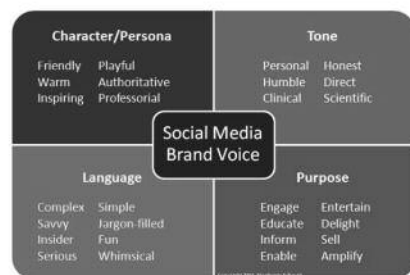 Character/Persona
Friendly Playful
Warm Authoritative
Inspiring Professorial
Tone
Personal Honest
Humble Direct
Clinical Scientific
Social Media
Brand Voice
Language
Complex Simple
Savvy Jargon-filled
Insider Fun
Serious Whimsical
Purpose
Engage Entertain
Educate Delight
Inform Sell
Enable Amplify